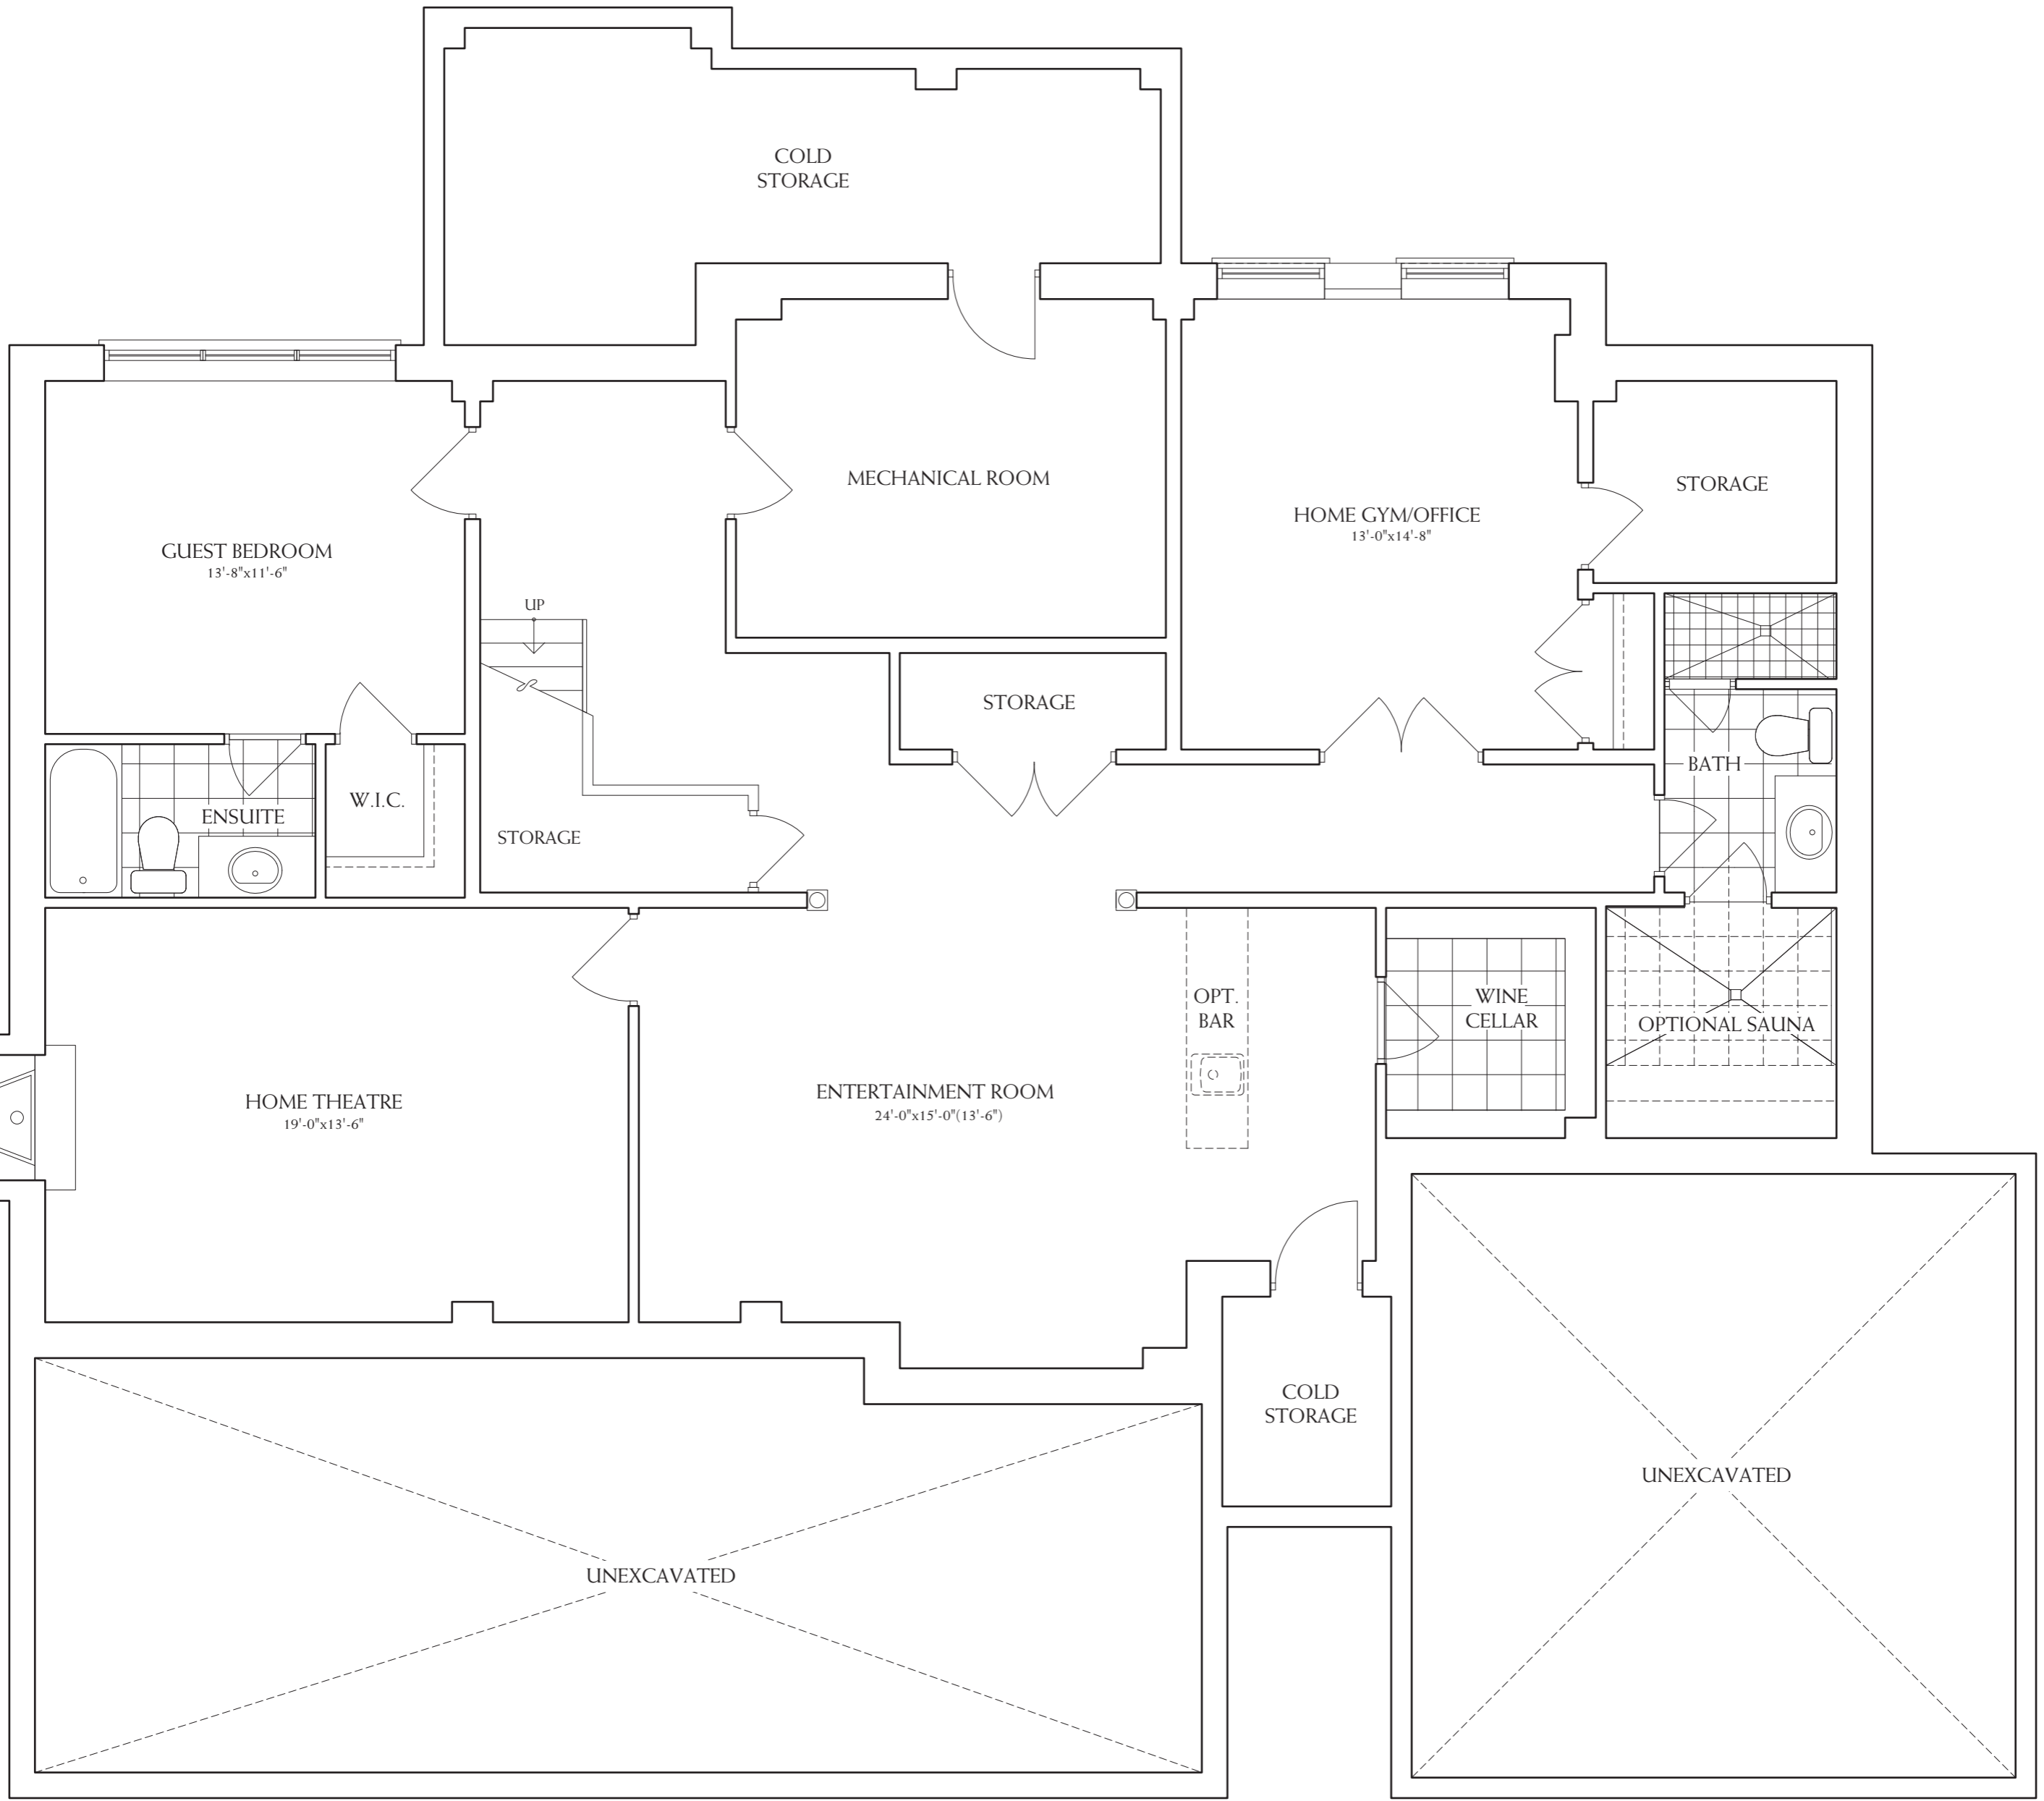 COLD
STORAGE
MECHANICAL ROOM
STORAGE
HOME GYM/OFFICE
13'-0"x14'-8"
GUEST BEDROOM
13'-8"x11'-6"
UP
STORAGE
BATH
W.I.C.
ENSUITE
STORAGE
OPT.
BAR
WINE
CELLAR
OPTIONAL SAUNA
HOME THEATRE
19'-0"x13'-6"
ENTERTAINMENT ROOM
24'-0"x15'-0"(13'-6")
COLD
STORAGE
UNEXCAVATED
UNEXCAVATED